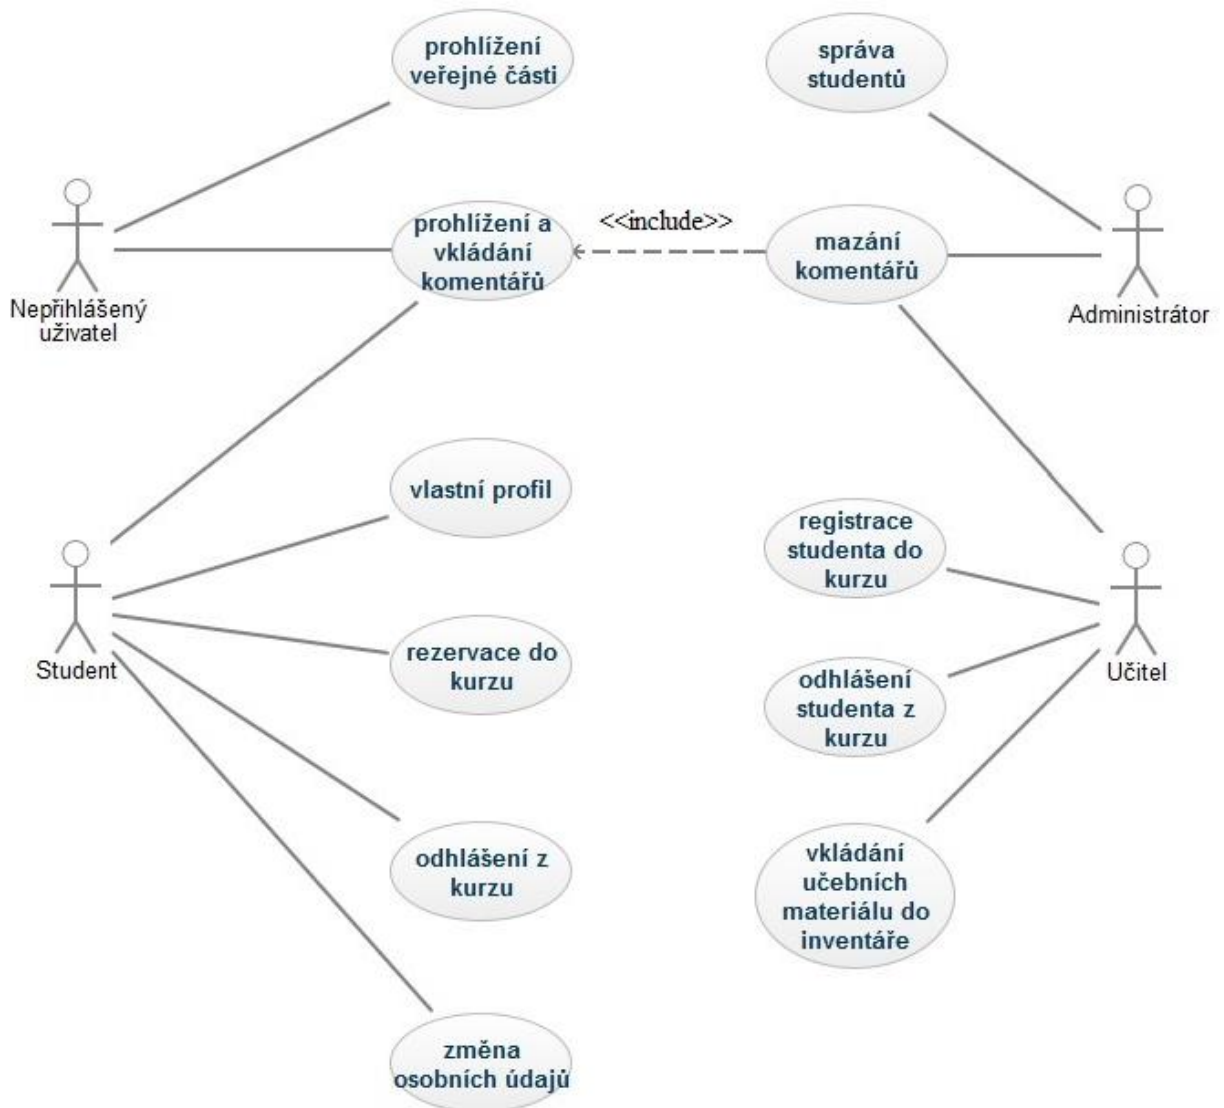 prohlížení
veřejné části
správa
studentů
prohlížení a
vkládání
komentářů
<<include>>
mazání
komentářů
Nepřihlášený
uživatel
Administrátor
vlastní profil
registrace
studenta do
kurzu
Student
rezervace do
kurzu
odhlášení
studenta z
kurzu
Učitel
odhlášení z
kurzu
vkládání
učebních
materiálu do
inventáře
změna
osobních údajů